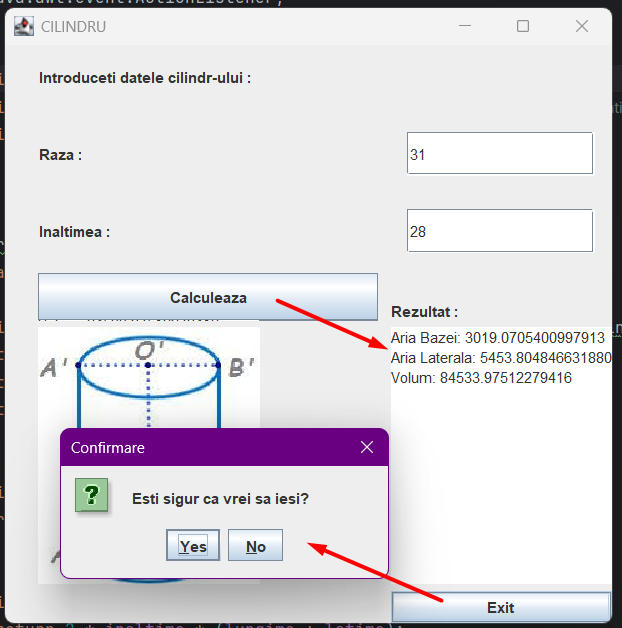 CILINDRU
Introduceti datele cilindr-ului :
Raza :
31
Inaltimea :
28
Calculeaza
Rezultat :
Aria Bazei: 3019.0705400997913
Aria Laterala: 5453.804846631880
Volum: 84533.97512279416
O'
A' B'
Confirmare
?
Esti sigur ca vrei sa iesi?
Yes No
Exit